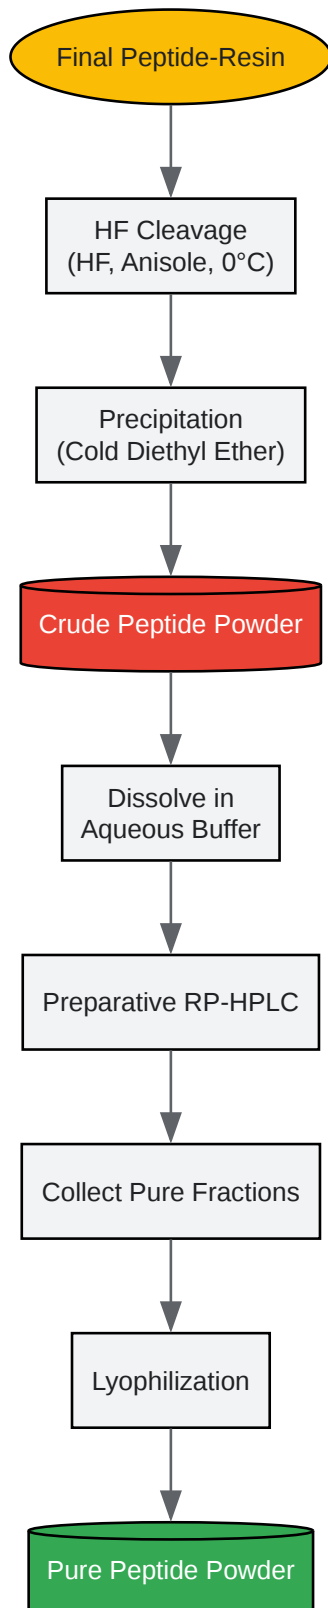 Final Peptide-Resin
HF Cleavage
(HF, Anisole, 0°C)
Precipitation
(Cold Diethyl Ether)
Crude Peptide Powder
Dissolve in
Aqueous Buffer
Preparative RP-HPLC
Collect Pure Fractions
Lyophilization
Pure Peptide Powder